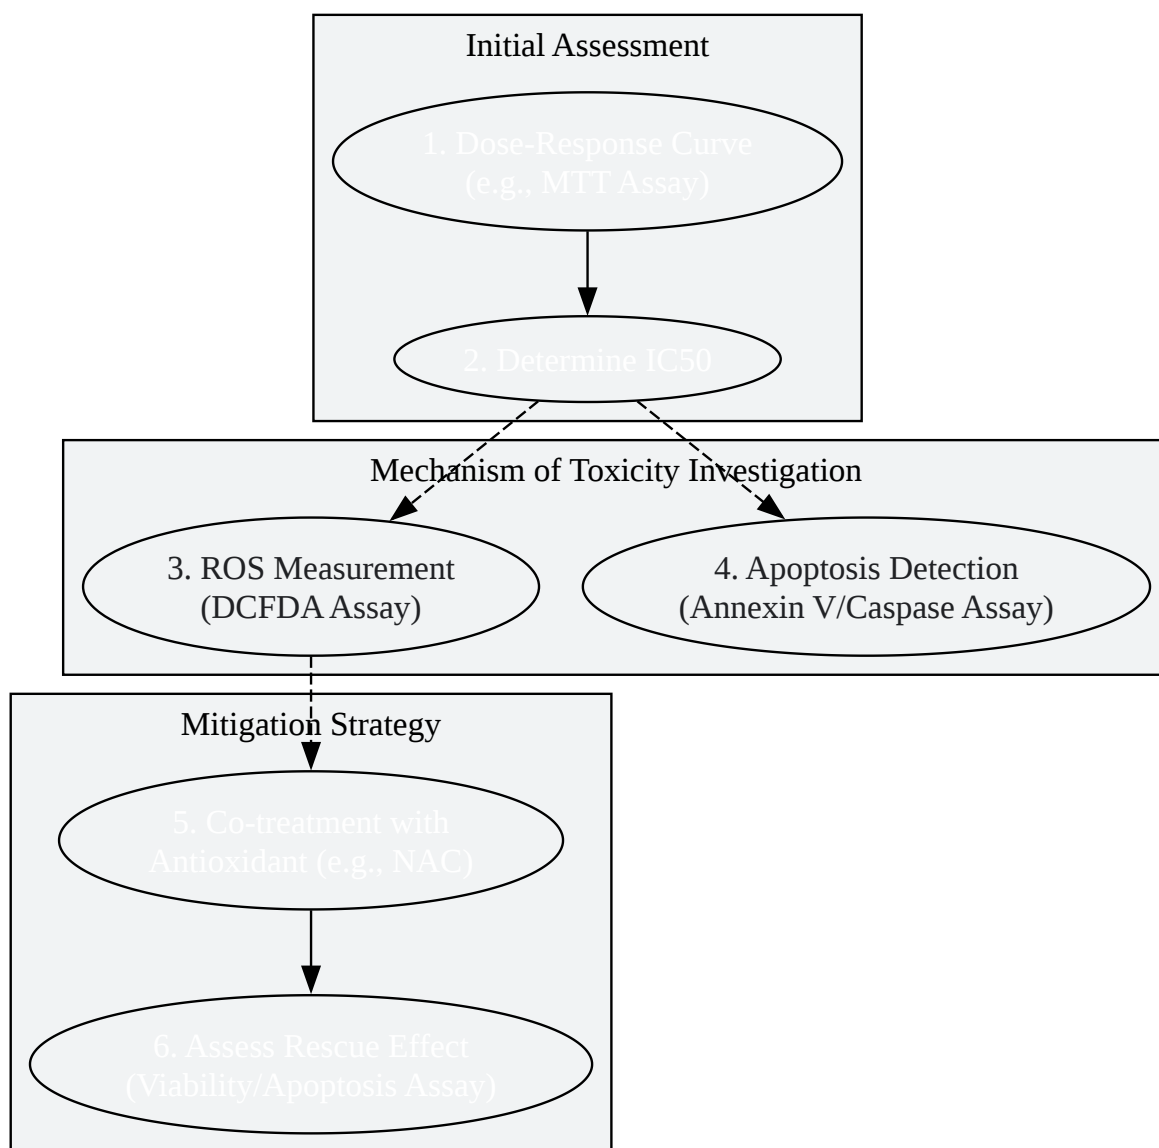 Initial Assessment
1. Dose-Response Curve
(e.g., MTT Assay)
2. Determine IC50
Mechanism of Toxicity Investigation
3. ROS Measurement
(DCFDA Assay)
4. Apoptosis Detection
(Annexin V/Caspase Assay)
Mitigation Strategy
5. Co-treatment with
Antioxidant (e.g., NAC)
6. Assess Rescue Effect
(Viability/Apoptosis Assay)